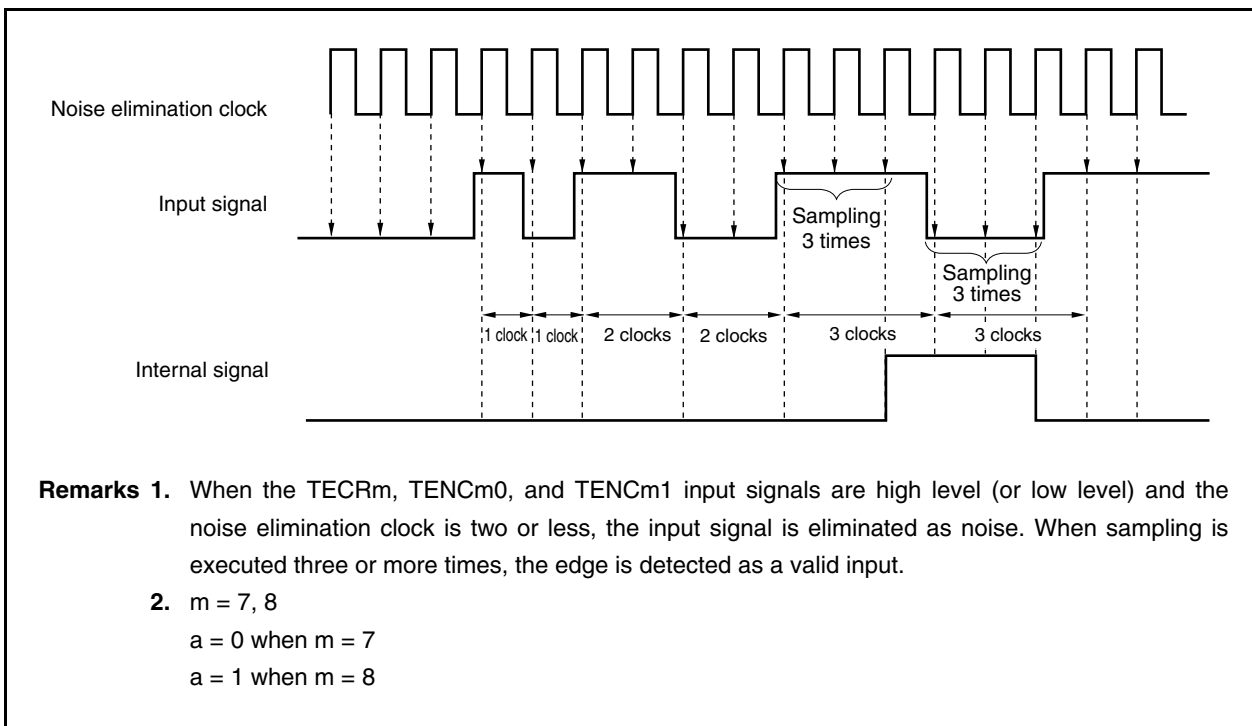 Noise elimination clock
Input signal
Sampling
3 times
Sampling
3 times
1 clock 1 clock 2 clocks 2 clocks 3 clocks 3 clocks
Internal signal
Remarks 1. When the TECRm, TENCm0, and TENCm1 input signals are high level (or low level) and the
noise elimination clock is two or less, the input signal is eliminated as noise. When sampling is
executed three or more times, the edge is detected as a valid input.
2. m = 7, 8
a = 0 when m = 7
a = 1 when m = 8